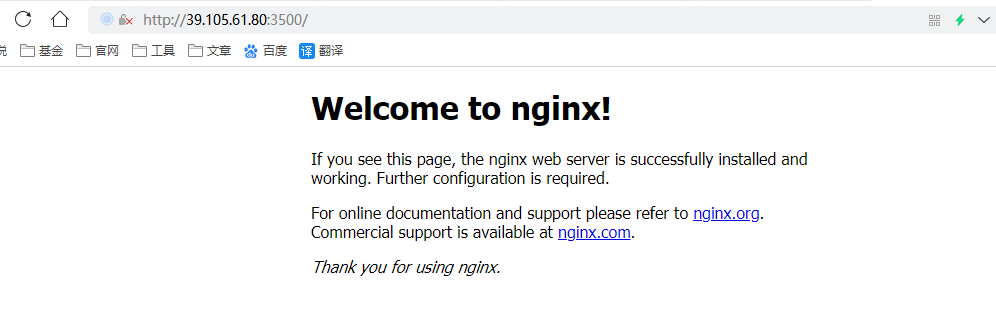 http://39.105.61.80:3500/
基金 官网 工具 文章 百度 译 翻译
Welcome to nginx!
If you see this page, the nginx web server is successfully installed and
working. Further configuration is required.
For online documentation and support please refer to nginx.org.
Commercial support is available at nginx.com.
Thank you for using nginx.